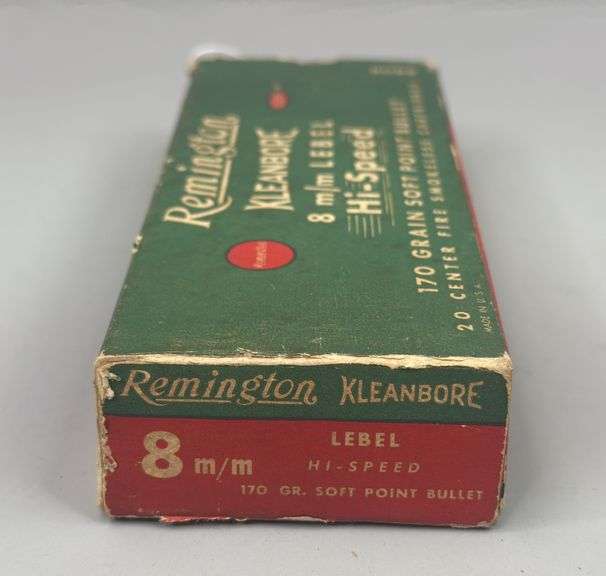 Remington
KLEANBORE
8 m/m LEBEL
Hi-Speed
170 GRAIN SOFT POINT BULLET
20 CENTER FIRE SMOKELESS CARTRIDGES
MADE IN U.S.A.
Remington KLEANBORE
8 m/m LEBEL
HI-SPEED
170 GR. SOFT POINT BULLET